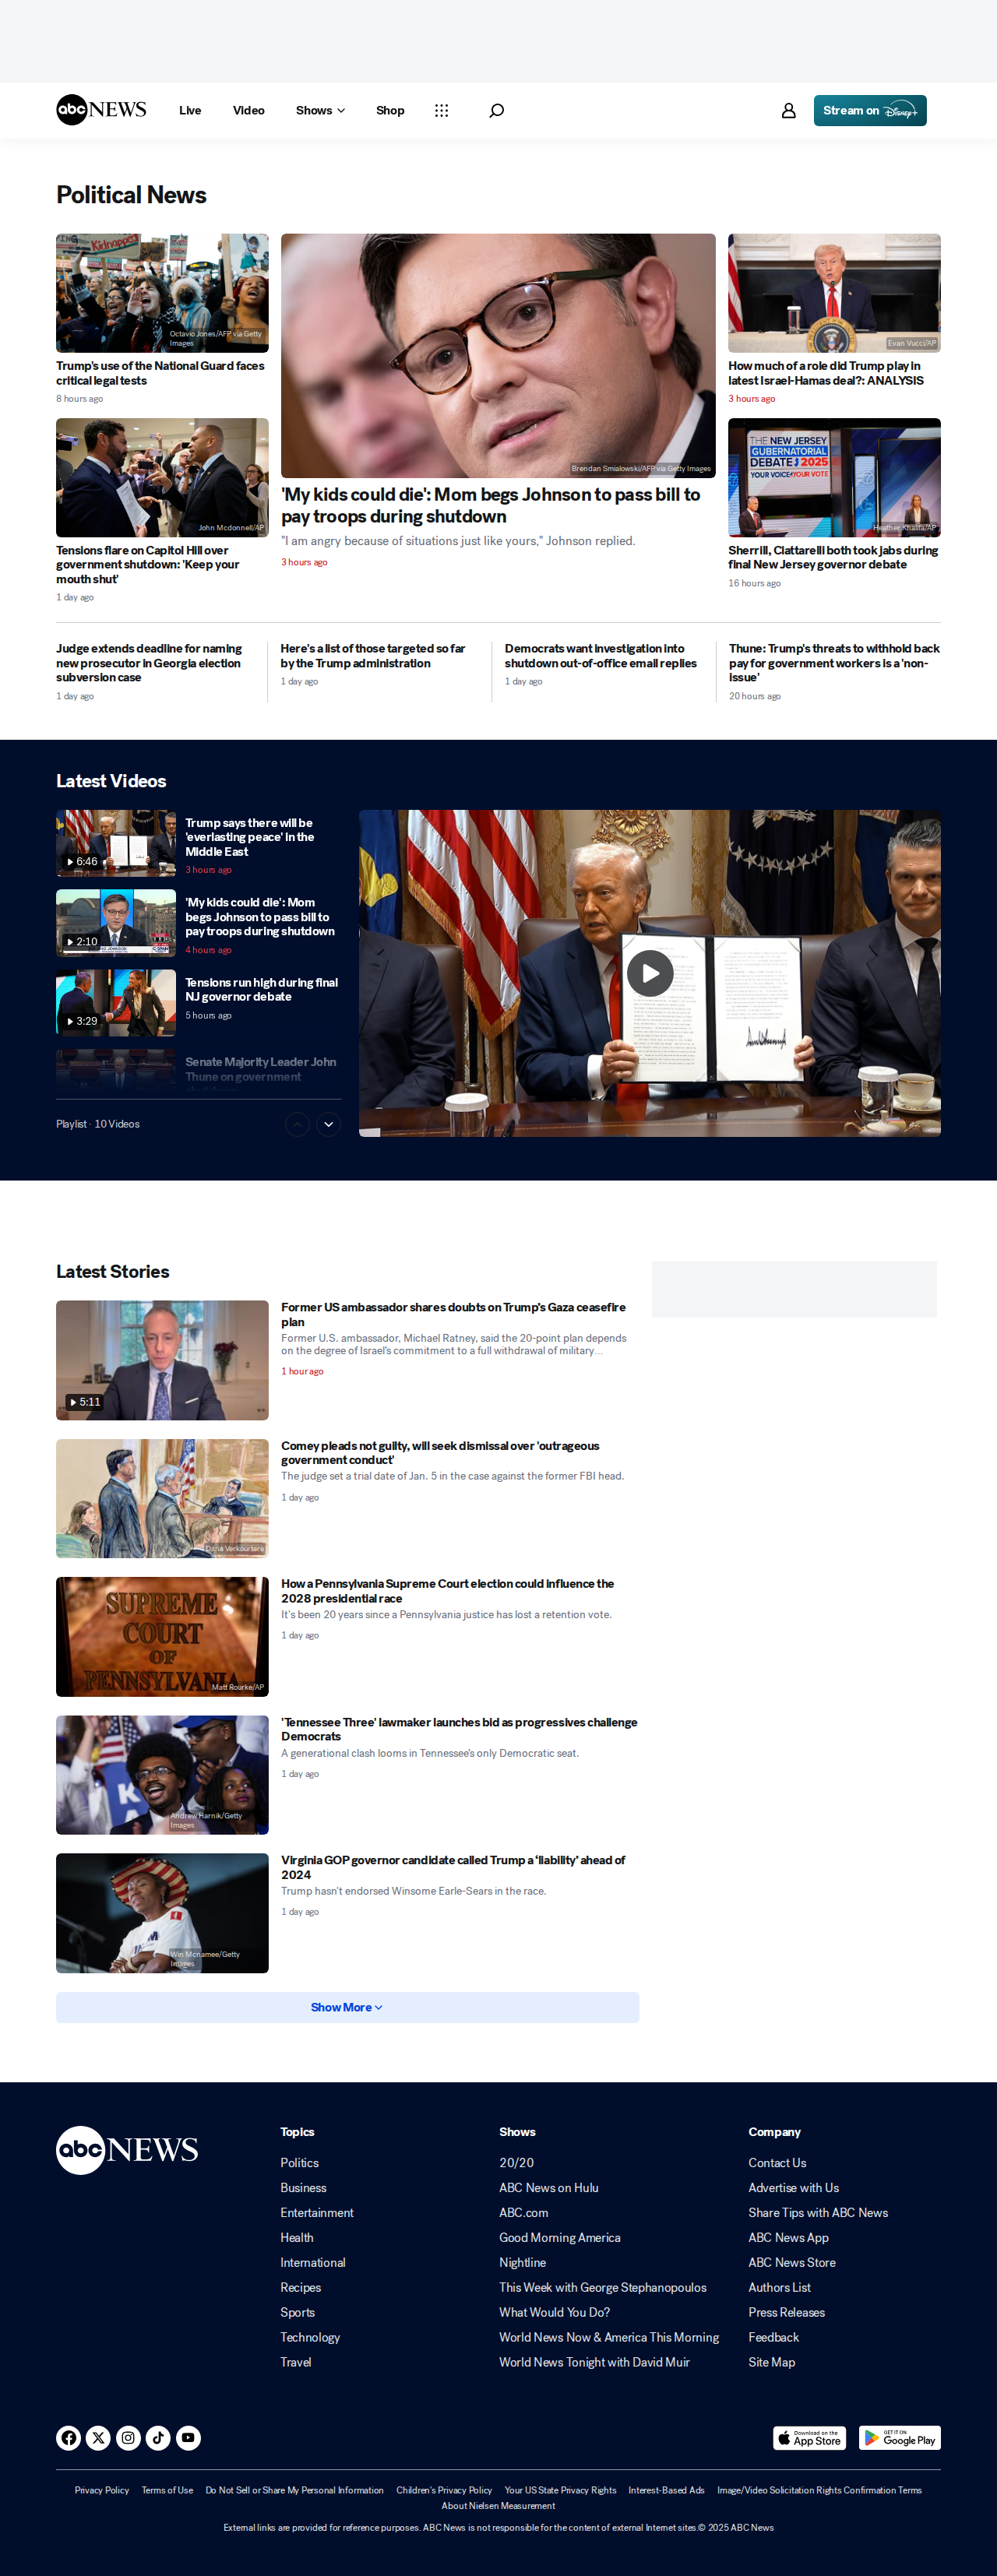 abc NEWS
Live
Video
Shows
Shop
Stream on Disney+
Political News
Kidnapped
Octavio Jones/AFP via Getty
Images
Trump's use of the National Guard faces
critical legal tests
8 hours ago
John Mcdonnell/AP
Tensions flare on Capitol Hill over
government shutdown: 'Keep your
mouth shut'
1 day ago
Brendan Smialowski/AFP via Getty Images
'My kids could die': Mom begs Johnson to pass bill to
pay troops during shutdown
"I am angry because of situations just like yours," Johnson replied.
3 hours ago
Evan Vucci/AP
How much of a role did Trump play in
latest Israel-Hamas deal?: ANALYSIS
3 hours ago
THE NEW JERSEY
GUBERNATORIAL
DEBATE 2025
YOUR VOICE YOUR VOTE
Heather Khalifa/AP
Sherrill, Ciattarelli both took jabs during
final New Jersey governor debate
16 hours ago
Judge extends deadline for naming
new prosecutor in Georgia election
subversion case
1 day ago
Here's a list of those targeted so far
by the Trump administration
1 day ago
Democrats want investigation into
shutdown out-of-office email replies
1 day ago
Thune: Trump's threats to withhold back
pay for government workers is a 'non-
issue'
20 hours ago
Latest Videos
6:46
Trump says there will be
'everlasting peace' in the
Middle East
3 hours ago
2:10
'My kids could die': Mom
begs Johnson to pass bill to
pay troops during shutdown
4 hours ago
3:29
Tensions run high during final
NJ governor debate
5 hours ago
Senate Majority Leader John
Thune on government
Playlist · 10 Videos
Latest Stories
5:11
Former US ambassador shares doubts on Trump's Gaza ceasefire
plan
Former U.S. ambassador, Michael Ratney, said the 20-point plan depends
on the degree of Israel's commitment to a full withdrawal of military...
1 hour ago
Dana Verkouteren
Comey pleads not guilty, will seek dismissal over 'outrageous
government conduct'
The judge set a trial date of Jan. 5 in the case against the former FBI head.
1 day ago
SUPREME
COURT
OF
PENNSYLVANIA
Matt Rourke/AP
How a Pennsylvania Supreme Court election could influence the
2028 presidential race
It's been 20 years since a Pennsylvania justice has lost a retention vote.
1 day ago
Andrew Harnik/Getty
Images
'Tennessee Three' lawmaker launches bid as progressives challenge
Democrats
A generational clash looms in Tennessee's only Democratic seat.
1 day ago
Win Mcnamee/Getty
Images
Virginia GOP governor candidate called Trump a 'liability' ahead of
2024
Trump hasn't endorsed Winsome Earle-Sears in the race.
1 day ago
Show More
abc NEWS
Topics
Politics
Business
Entertainment
Health
International
Recipes
Sports
Technology
Travel
Shows
20/20
ABC News on Hulu
ABC.com
Good Morning America
Nightline
This Week with George Stephanopoulos
What Would You Do?
World News Now & America This Morning
World News Tonight with David Muir
Company
Contact Us
Advertise with Us
Share Tips with ABC News
ABC News App
ABC News Store
Authors List
Press Releases
Feedback
Site Map
Download on the
App Store
GET IT ON
Google Play
Privacy Policy
Terms of Use
Do Not Sell or Share My Personal Information
Children's Privacy Policy
Your US State Privacy Rights
Interest-Based Ads
Image/Video Solicitation Rights Confirmation Terms
About Nielsen Measurement
External links are provided for reference purposes. ABC News is not responsible for the content of external Internet sites.© 2025 ABC News